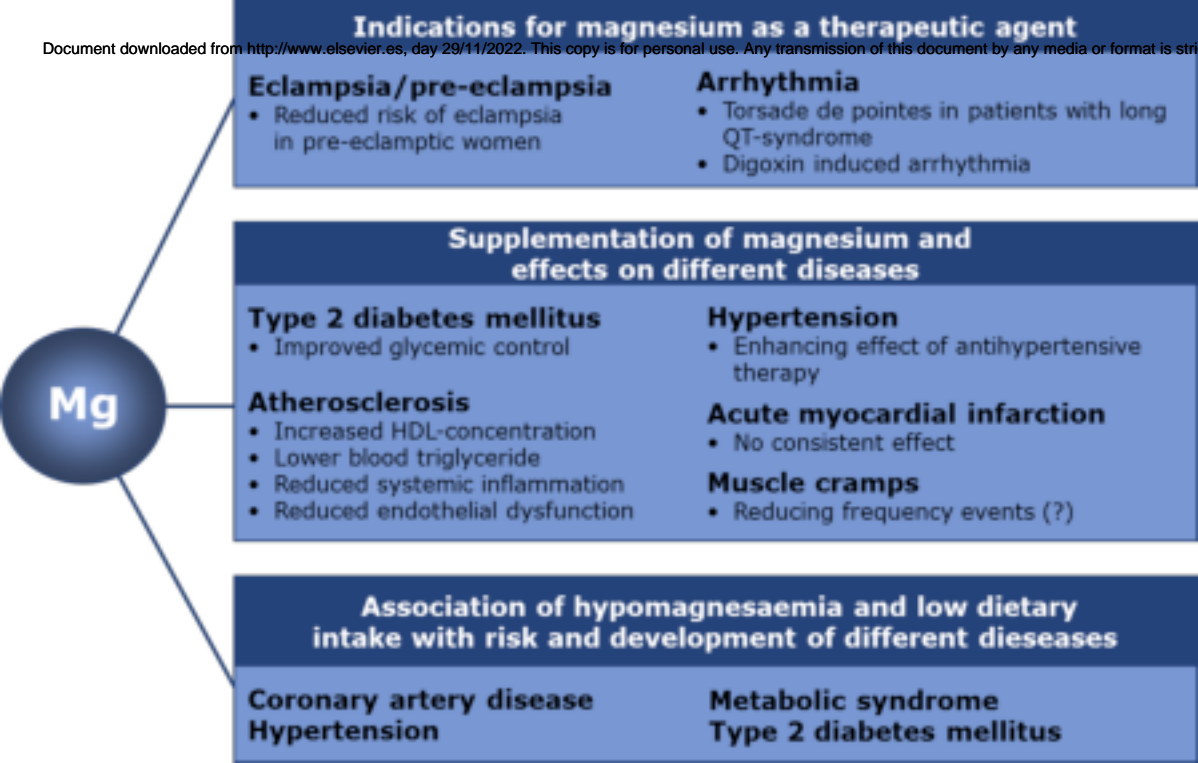 Indications for magnesium as a therapeutic agent
Document downloaded from http://www.elsevier.es, day 29/11/2022. This copy is for personal use. Any transmission of this document by any media or format is stri
Eclampsia/pre-eclampsia
• Reduced risk of eclampsia
in pre-eclamptic women
Arrhythmia
• Torsade de pointes in patients with long
QT-syndrome
• Digoxin induced arrhythmia
Mg
Supplementation of magnesium and
effects on different diseases
Type 2 diabetes mellitus
• Improved glycemic control
Atherosclerosis
• Increased HDL-concentration
• Lower blood triglyceride
• Reduced systemic inflammation
• Reduced endothelial dysfunction
Hypertension
• Enhancing effect of antihypertensive
therapy
Acute myocardial infarction
• No consistent effect
Muscle cramps
• Reducing frequency events (?)
Association of hypomagnesaemia and low dietary
intake with risk and development of different dieseases
Coronary artery disease
Hypertension
Metabolic syndrome
Type 2 diabetes mellitus